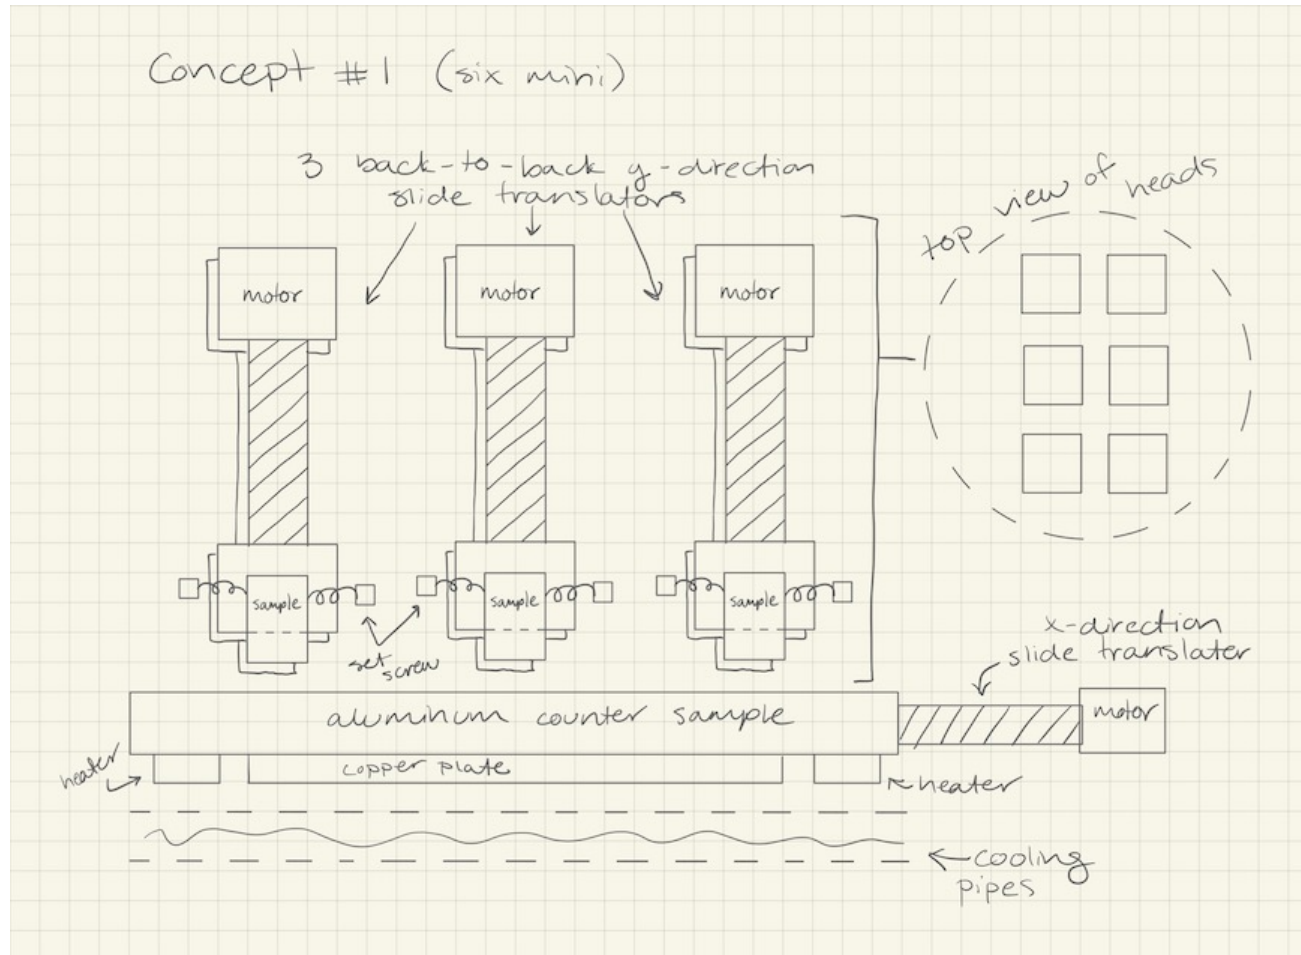 Concept #1 (six mini)
3 back-to-back y-direction
slide translators
top view of heads
motor
motor
motor
sample
sample
sample
set
screw
x-direction
slide translater
aluminum counter sample
motor
heater
copper plate
heater
cooling
pipes